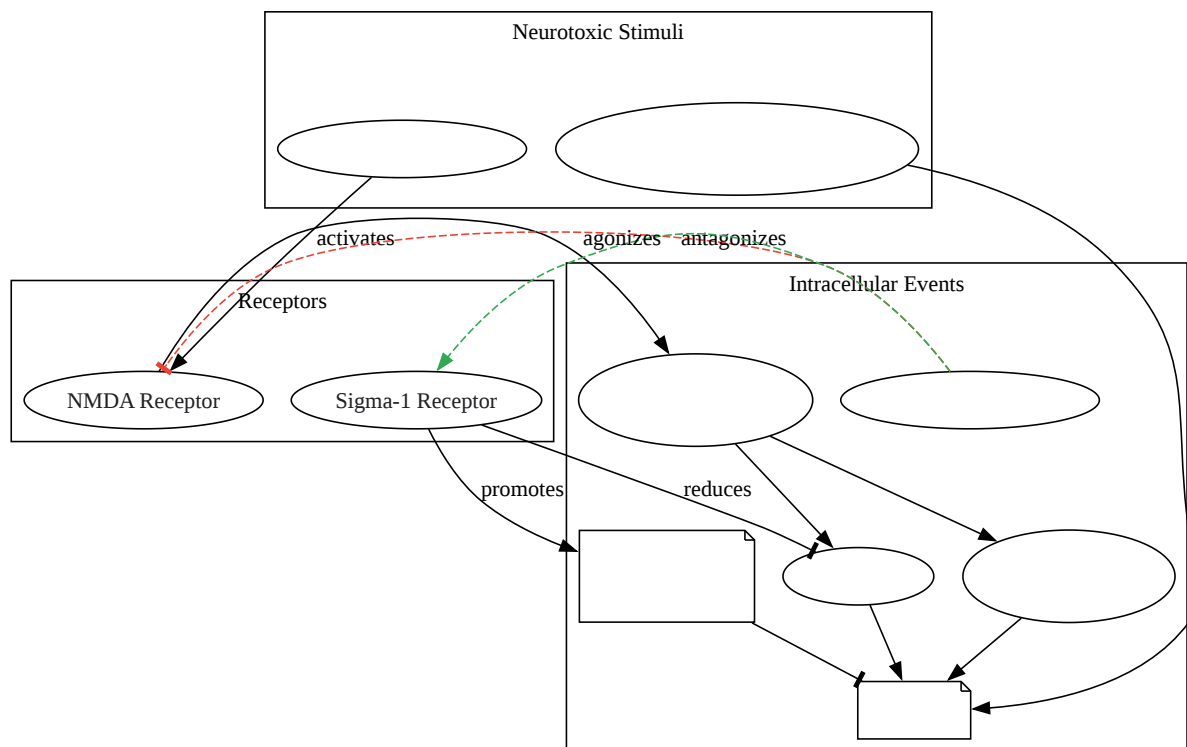 Neurotoxic Stimuli
activates
agonizes
antagonizes
Intracellular Events
Receptors
NMDA Receptor
Sigma-1 Receptor
promotes
reduces